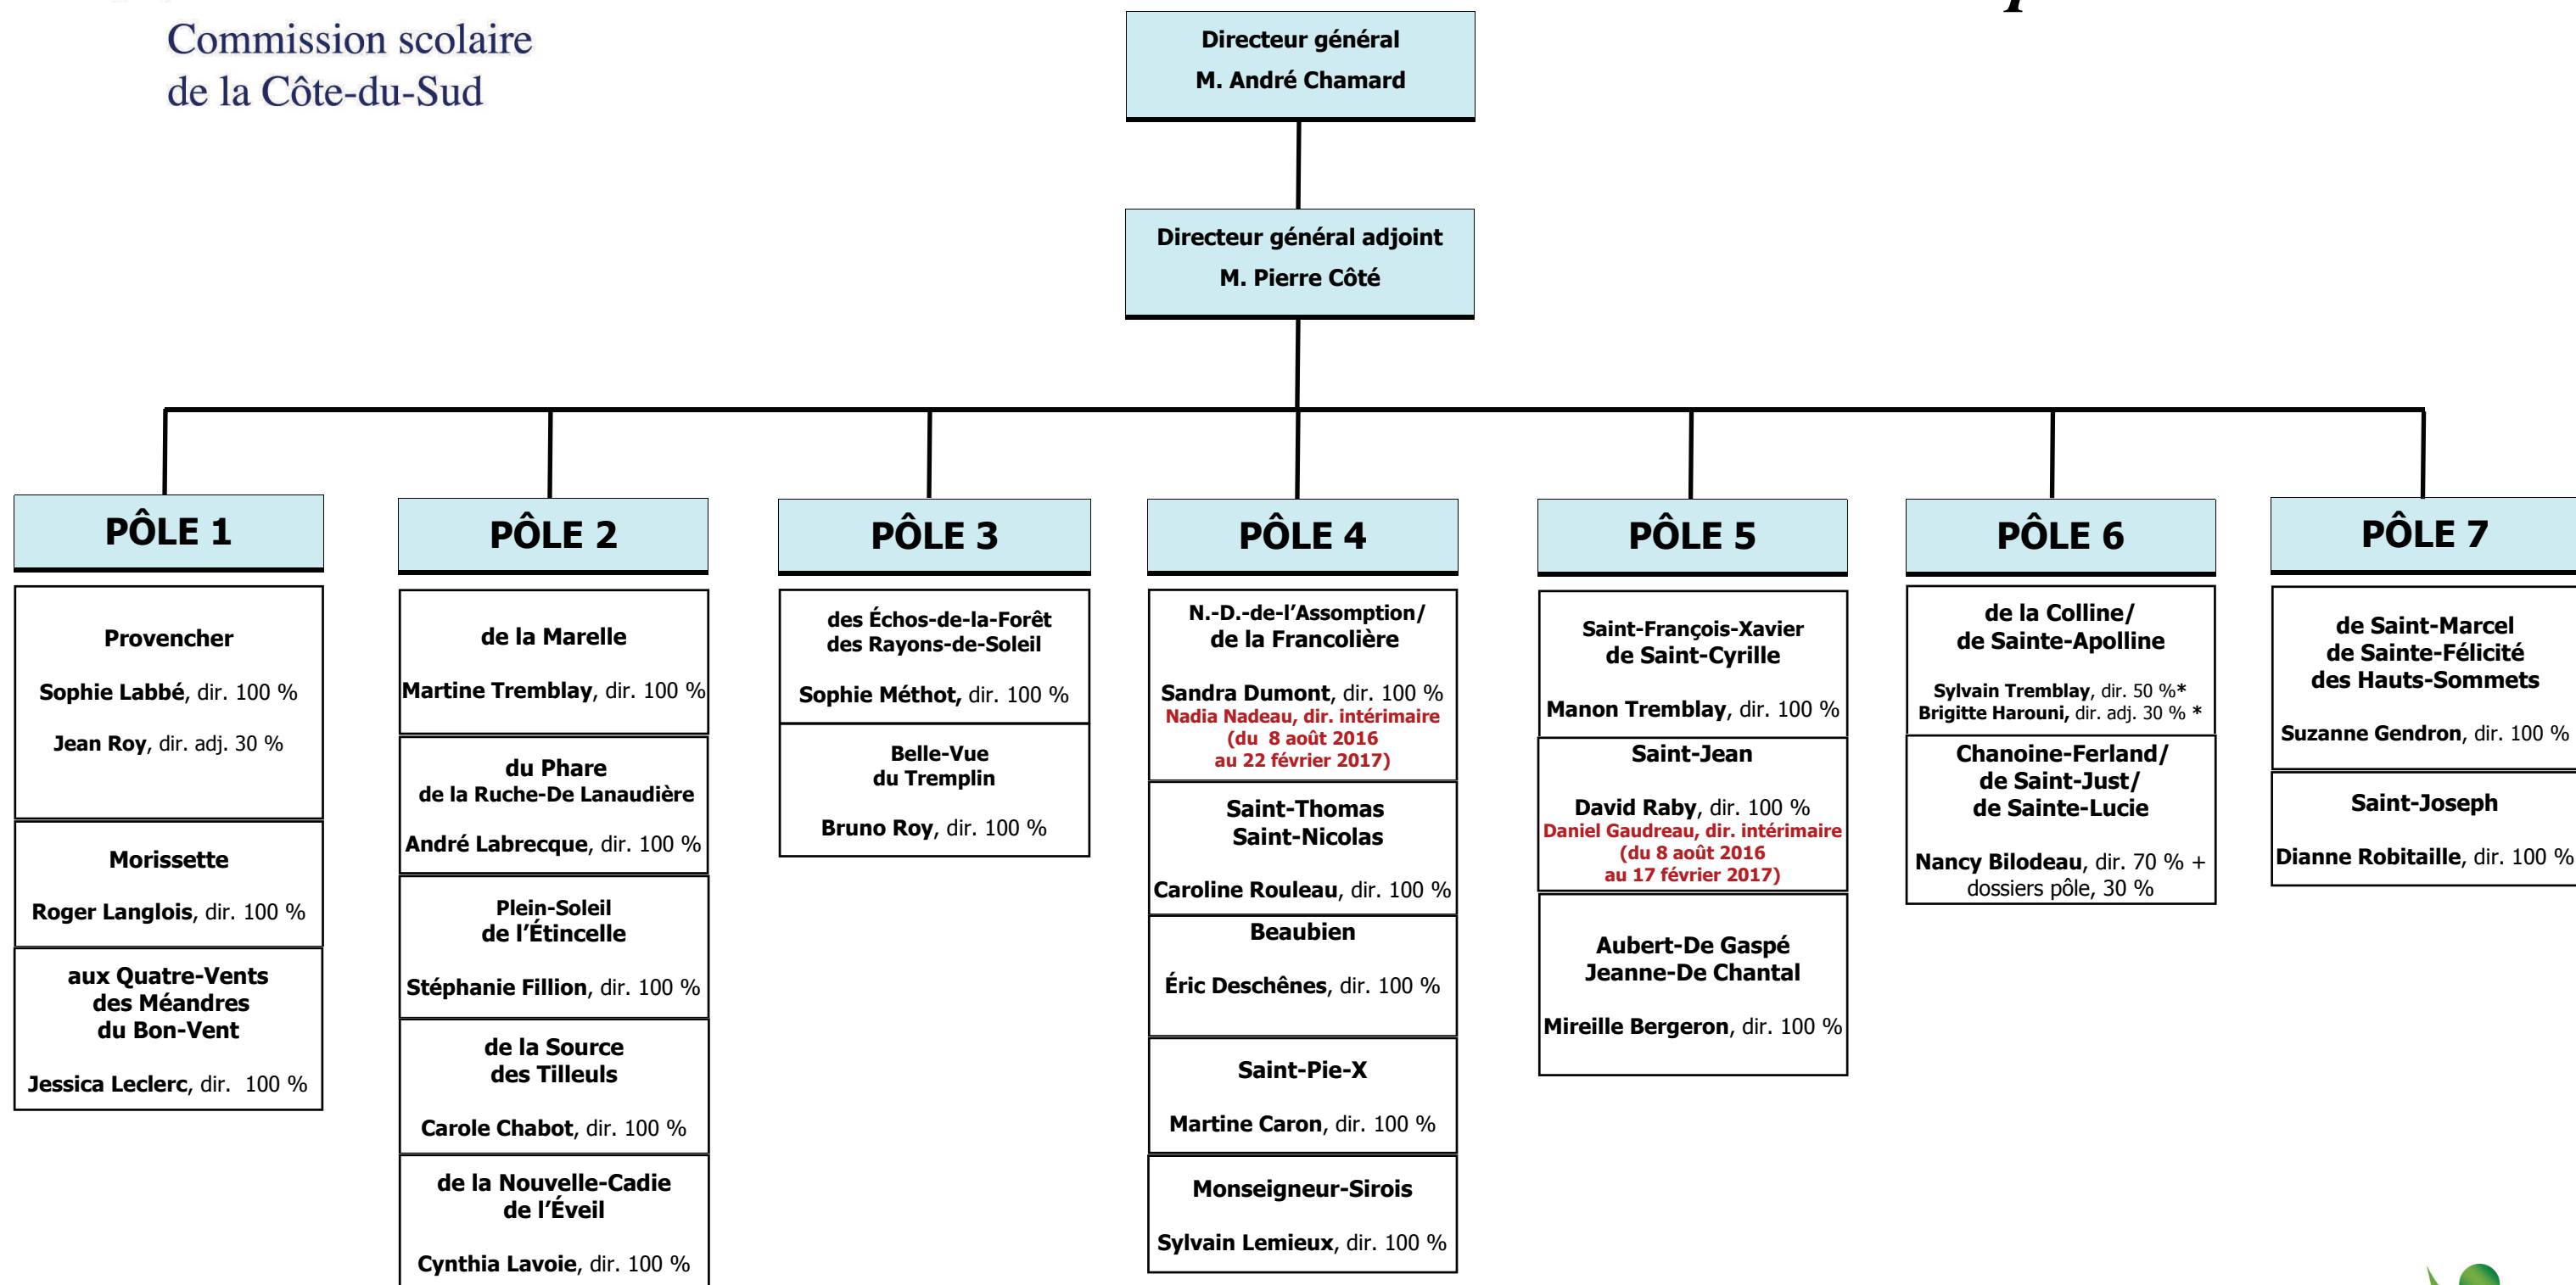 Commission scolaire
de la Côte-du-Sud
Directeur général
M. André Chamard
Directeur général adjoint
M. Pierre Côté
PÔLE 1
Provencher
Sophie Labbé, dir. 100 %
Jean Roy, dir. adj. 30 %
Morissette
Roger Langlois, dir. 100 %
aux Quatre-Vents
des Méandres
du Bon-Vent
Jessica Leclerc, dir. 100 %
PÔLE 2
de la Marelle
Martine Tremblay, dir. 100 %
du Phare
de la Ruche-De Lanaudière
André Labrecque, dir. 100 %
Plein-Soleil
de l'Étincelle
Stéphanie Fillion, dir. 100 %
de la Source
des Tilleuls
Carole Chabot, dir. 100 %
de la Nouvelle-Cadie
de l'Éveil
Cynthia Lavoie, dir. 100 %
PÔLE 3
des Échos-de-la-Forêt
des Rayons-de-Soleil
Sophie Méthot, dir. 100 %
Belle-Vue
du Tremplin
Bruno Roy, dir. 100 %
PÔLE 4
N.-D.-de-l'Assomption/
de la Francolière
Sandra Dumont, dir. 100 %
Nadia Nadeau, dir. intérimaire
(du 8 août 2016
au 22 février 2017)
Saint-Thomas
Saint-Nicolas
Caroline Rouleau, dir. 100 %
Beaubien
Éric Deschênes, dir. 100 %
Saint-Pie-X
Martine Caron, dir. 100 %
Monseigneur-Sirois
Sylvain Lemieux, dir. 100 %
PÔLE 5
Saint-François-Xavier
de Saint-Cyrille
Manon Tremblay, dir. 100 %
Saint-Jean
David Raby, dir. 100 %
Daniel Gaudreau, dir. intérimaire
(du 8 août 2016
au 17 février 2017)
Aubert-De Gaspé
Jeanne-De Chantal
Mireille Bergeron, dir. 100 %
PÔLE 6
de la Colline/
de Sainte-Apolline
Sylvain Tremblay, dir. 50 %*
Brigitte Harouni, dir. adj. 30 % *
Chanoine-Ferland/
de Saint-Just/
de Sainte-Lucie
Nancy Bilodeau, dir. 70 % +
dossiers pôle, 30 %
PÔLE 7
de Saint-Marcel
de Sainte-Félicité
des Hauts-Sommets
Suzanne Gendron, dir. 100 %
Saint-Joseph
Dianne Robitaille, dir. 100 %